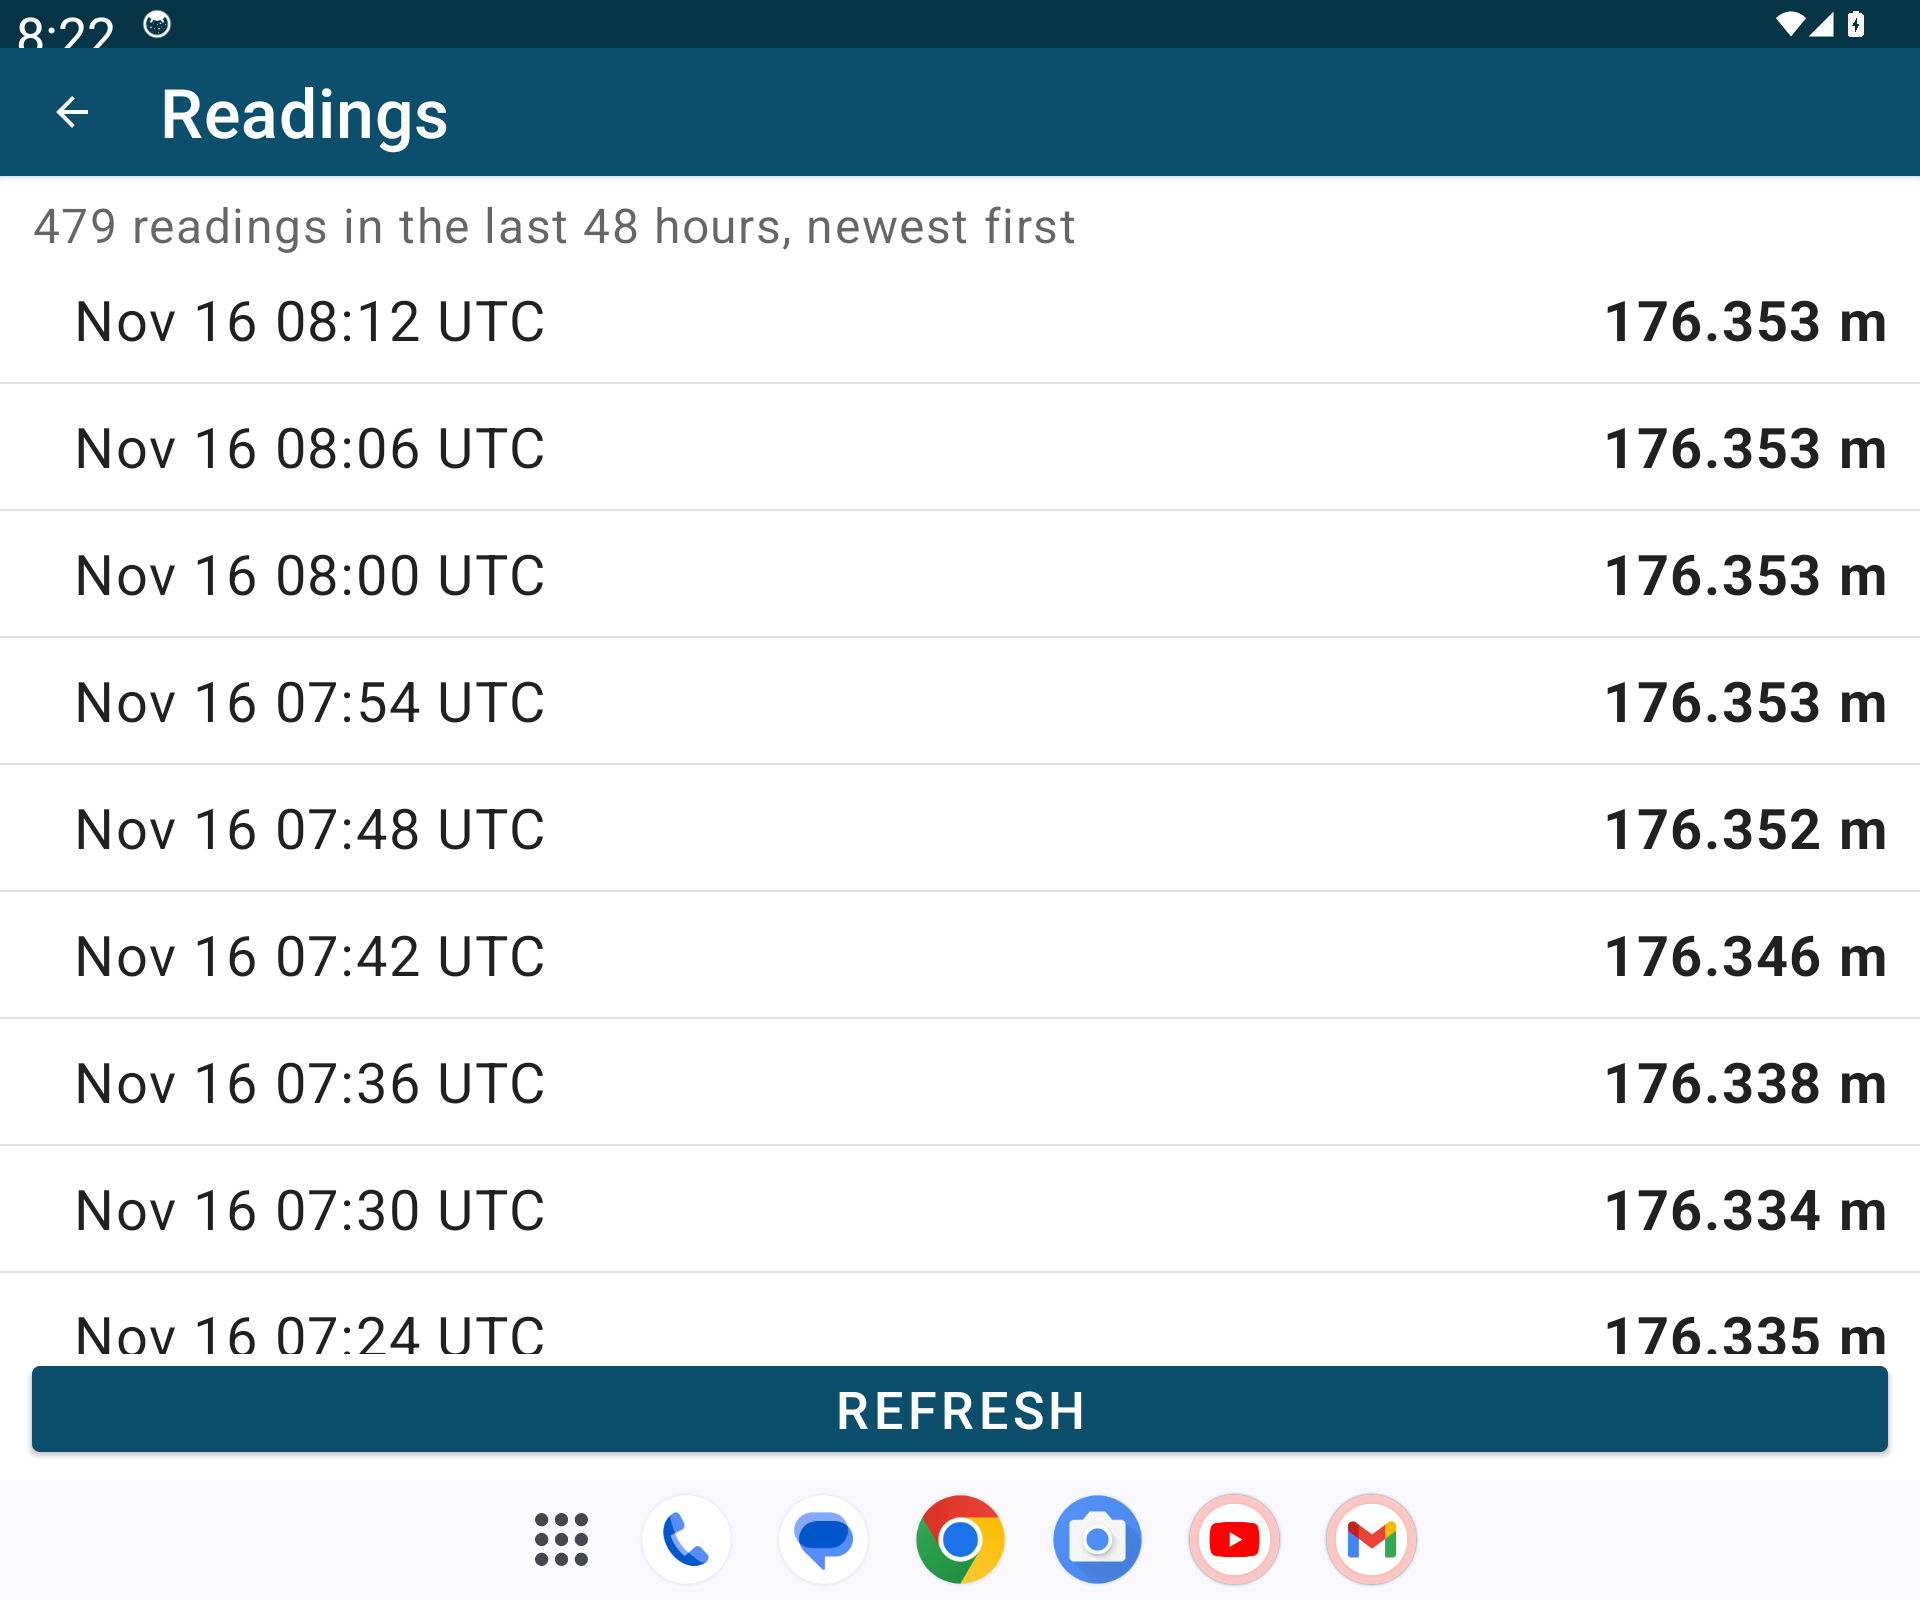 8:22
Readings
479 readings in the last 48 hours, newest first
Nov 16 08:12 UTC 176.353 m
Nov 16 08:06 UTC 176.353 m
Nov 16 08:00 UTC 176.353 m
Nov 16 07:54 UTC 176.353 m
Nov 16 07:48 UTC 176.352 m
Nov 16 07:42 UTC 176.346 m
Nov 16 07:36 UTC 176.338 m
Nov 16 07:30 UTC 176.334 m
Nov 16 07:24 UTC 176.335 m
REFRESH